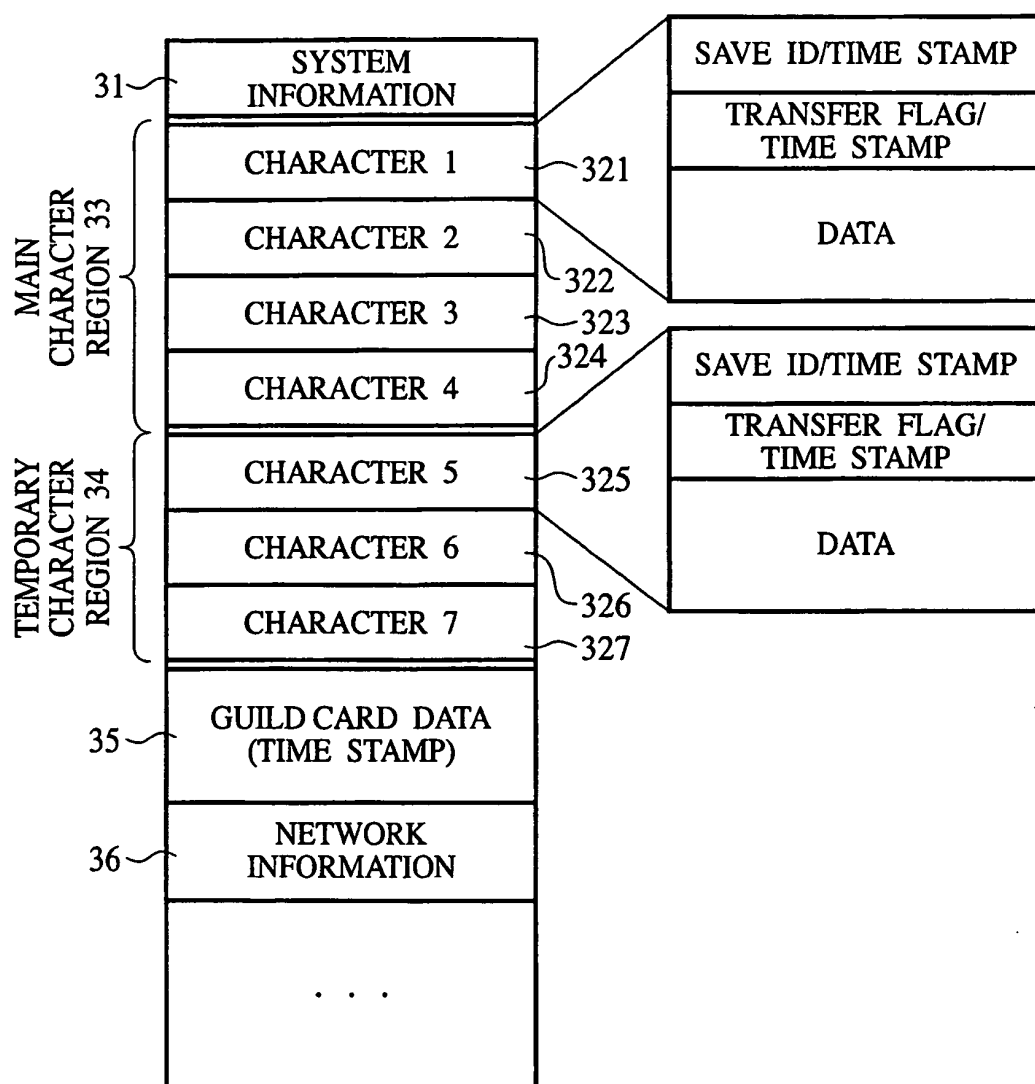 31
SYSTEM
INFORMATION
MAIN
CHARACTER
REGION 33
CHARACTER 1
321
CHARACTER 2
322
CHARACTER 3
323
CHARACTER 4
324
TEMPORARY
CHARACTER
REGION 34
CHARACTER 5
325
CHARACTER 6
326
CHARACTER 7
327
35
GUILD CARD DATA
(TIME STAMP)
36
NETWORK
INFORMATION
. . .
SAVE ID/TIME STAMP
TRANSFER FLAG/
TIME STAMP
DATA
SAVE ID/TIME STAMP
TRANSFER FLAG/
TIME STAMP
DATA